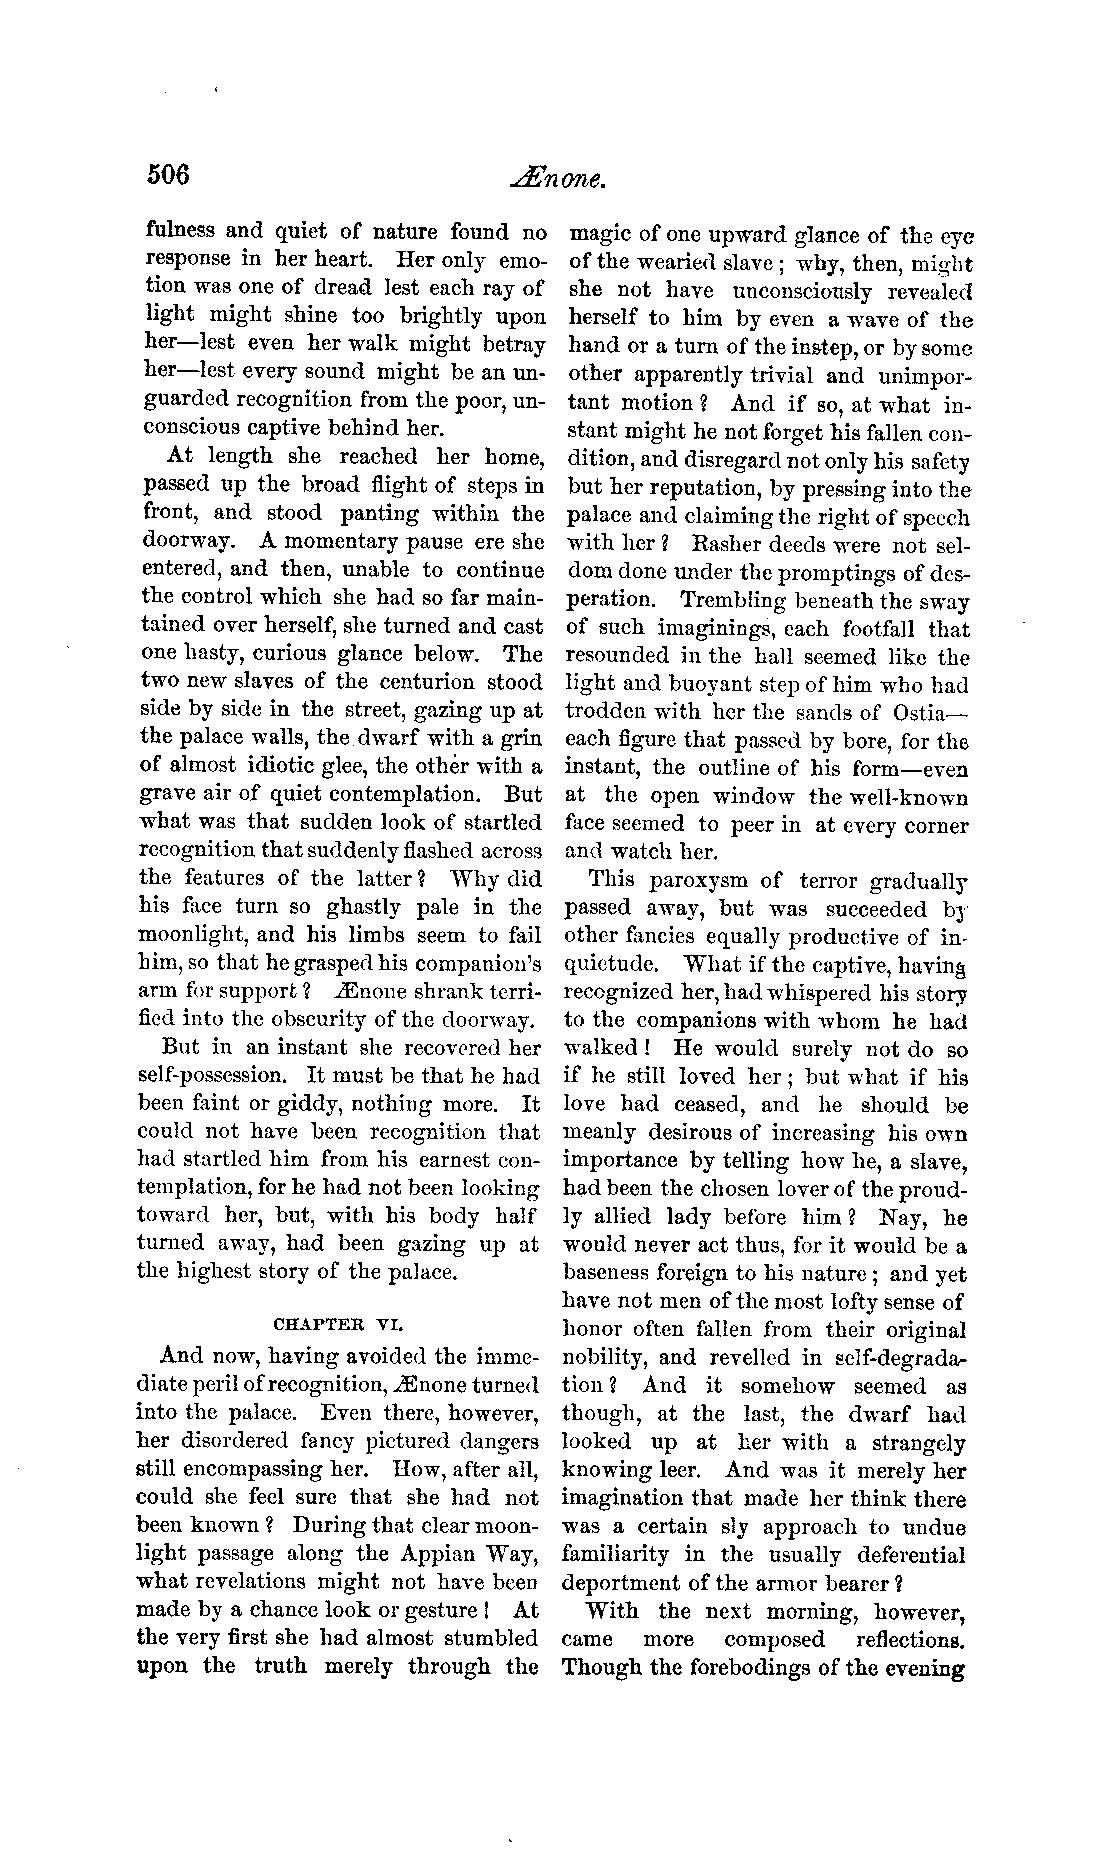 506
Ænone.
fulness and quiet of nature found no
response in her heart. Her only emo-
tion was one of dread lest each ray of
light might shine too brightly upon
her—lest even her walk might betray
her—lest every sound might be an un-
guarded recognition from the poor, un-
conscious captive behind her.
At length she reached her home,
passed up the broad flight of steps in
front, and stood panting within the
doorway. A momentary pause ere she
entered, and then, unable to continue
the control which she had so far main-
tained over herself, she turned and cast
one hasty, curious glance below. The
two new slaves of the centurion stood
side by side in the street, gazing up at
the palace walls, the dwarf with a grin
of almost idiotic glee, the other with a
grave air of quiet contemplation. But
what was that sudden look of startled
recognition that suddenly flashed across
the features of the latter? Why did
his face turn so ghastly pale in the
moonlight, and his limbs seem to fail
him, so that he grasped his companion's
arm for support? Ænone shrank terri-
fied into the obscurity of the doorway.
But in an instant she recovered her
self-possession. It must be that he had
been faint or giddy, nothing more. It
could not have been recognition that
had startled him from his earnest con-
templation, for he had not been looking
toward her, but, with his body half
turned away, had been gazing up at
the highest story of the palace.
CHAPTER VI.
And now, having avoided the imme-
diate peril of recognition, Ænone turned
into the palace. Even there, however,
her disordered fancy pictured dangers
still encompassing her. How, after all,
could she feel sure that she had not
been known? During that clear moon-
light passage along the Appian Way,
what revelations might not have been
made by a chance look or gesture! At
the very first she had almost stumbled
upon the truth merely through the
magic of one upward glance of the eye
of the wearied slave; why, then, might
she not have unconsciously revealed
herself to him by even a wave of the
hand or a turn of the instep, or by some
other apparently trivial and unimpor-
tant motion? And if so, at what in-
stant might he not forget his fallen con-
dition, and disregard not only his safety
but her reputation, by pressing into the
palace and claiming the right of speech
with her? Rasher deeds were not sel-
dom done under the promptings of des-
peration. Trembling beneath the sway
of such imaginings, each footfall that
resounded in the hall seemed like the
light and buoyant step of him who had
trodden with her the sands of Ostia—
each figure that passed by bore, for the
instant, the outline of his form—even
at the open window the well-known
face seemed to peer in at every corner
and watch her.
This paroxysm of terror gradually
passed away, but was succeeded by
other fancies equally productive of in-
quietude. What if the captive, having
recognized her, had whispered his story
to the companions with whom he had
walked! He would surely not do so
if he still loved her; but what if his
love had ceased, and he should be
meanly desirous of increasing his own
importance by telling how he, a slave,
had been the chosen lover of the proud-
ly allied lady before him? Nay, he
would never act thus, for it would be a
baseness foreign to his nature; and yet
have not men of the most lofty sense of
honor often fallen from their original
nobility, and revelled in self-degrada-
tion? And it somehow seemed as
though, at the last, the dwarf had
looked up at her with a strangely
knowing leer. And was it merely her
imagination that made her think there
was a certain sly approach to undue
familiarity in the usually deferential
deportment of the armor bearer?
With the next morning, however,
came more composed reflections.
Though the forebodings of the evening